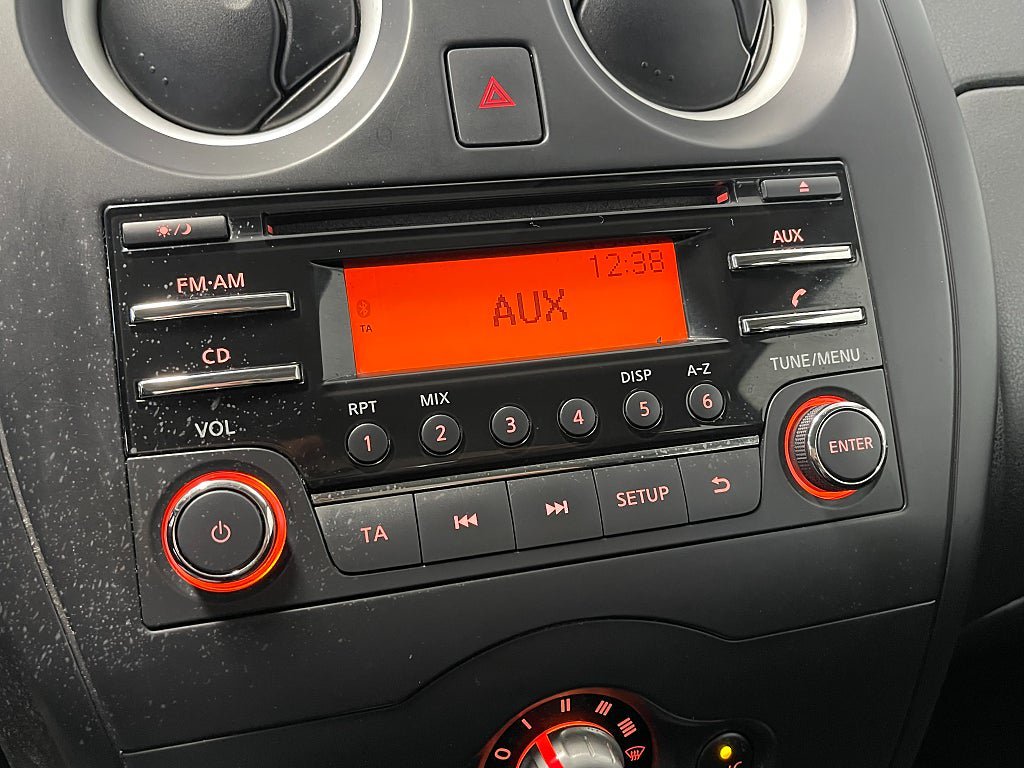 AUX
FM·AM
12:38
TA
AUX
CD
TUNE/MENU
DISP
A-Z
RPT
MIX
1
2
3
4
5
6
VOL
ENTER
TA
SETUP
0